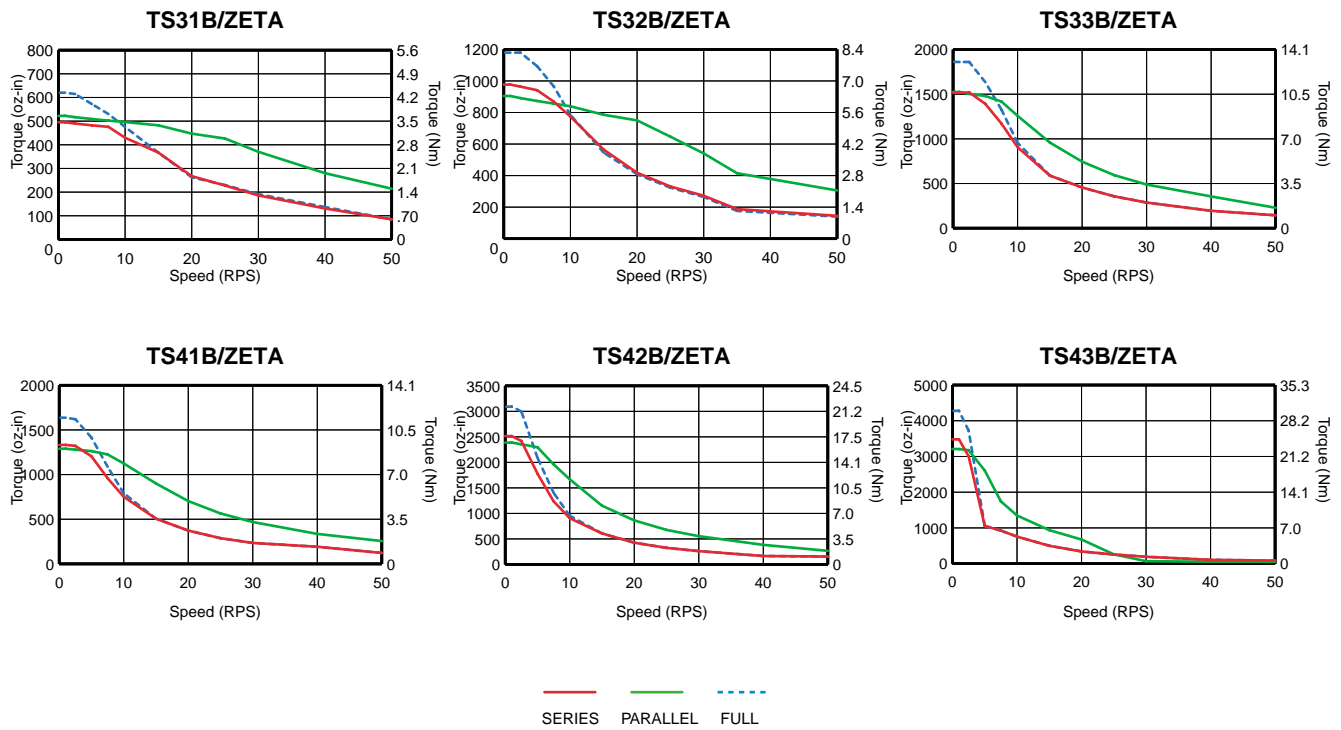 TS31B/ZETA
800
700
600
500
400
300
200
100
0
Torque (oz-in)
5.6
4.9
4.2
3.5
2.8
2.1
1.4
.70
0
Torque (Nm)
0 10 20 30 40 50
Speed (RPS)
TS32B/ZETA
1200
1000
800
600
400
200
0
Torque (oz-in)
8.4
7.0
5.6
4.2
2.8
1.4
0
Torque (Nm)
0 10 20 30 40 50
Speed (RPS)
TS33B/ZETA
2000
1500
1000
500
0
Torque (oz-in)
14.1
10.5
7.0
3.5
0
Torque (Nm)
0 10 20 30 40 50
Speed (RPS)
TS41B/ZETA
2000
1500
1000
500
0
Torque (oz-in)
14.1
10.5
7.0
3.5
0
Torque (Nm)
0 10 20 30 40 50
Speed (RPS)
TS42B/ZETA
3500
3000
2500
2000
1500
1000
500
0
Torque (oz-in)
24.5
21.2
17.5
14.1
10.5
7.0
3.5
0
Torque (Nm)
0 10 20 30 40 50
Speed (RPS)
TS43B/ZETA
5000
4000
3000
2000
1000
0
Torque (oz-in)
35.3
28.2
21.2
14.1
7.0
0
Torque (Nm)
0 10 20 30 40 50
Speed (RPS)
SERIES PARALLEL FULL